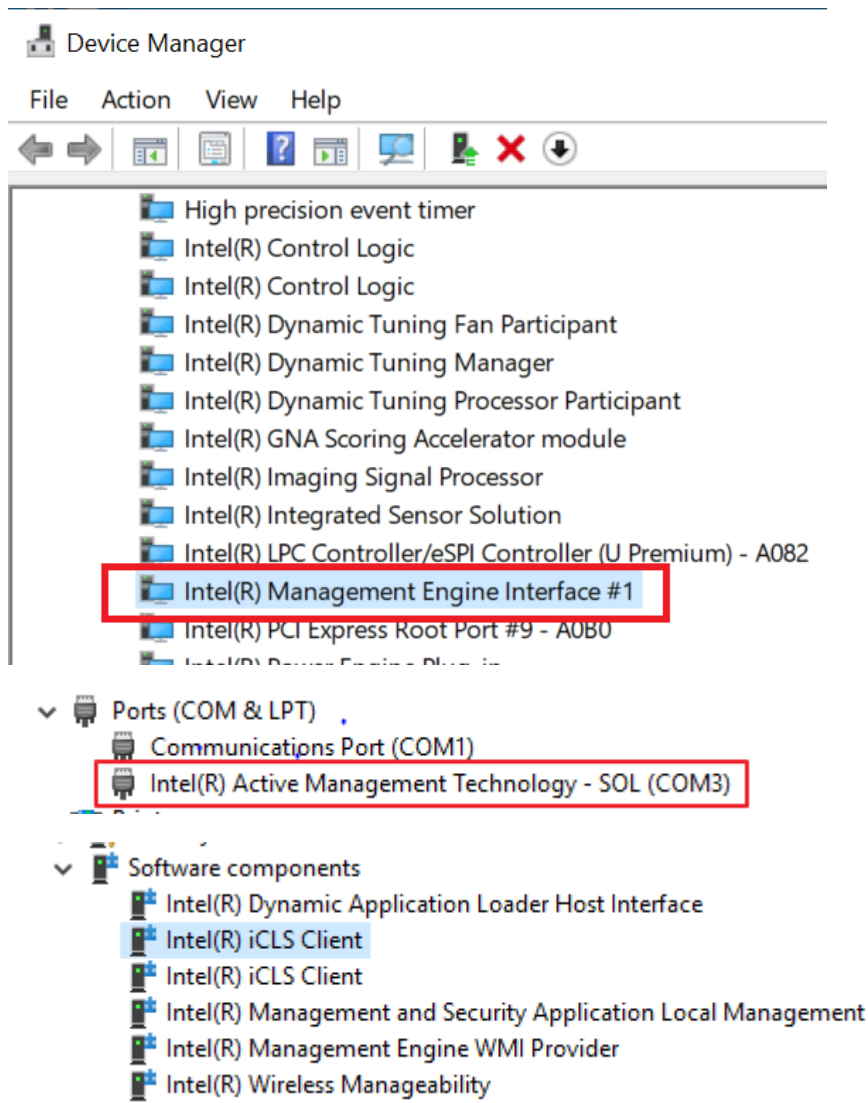 Device Manager
File Action View Help
High precision event timer
Intel(R) Control Logic
Intel(R) Control Logic
Intel(R) Dynamic Tuning Fan Participant
Intel(R) Dynamic Tuning Manager
Intel(R) Dynamic Tuning Processor Participant
Intel(R) GNA Scoring Accelerator module
Intel(R) Imaging Signal Processor
Intel(R) Integrated Sensor Solution
Intel(R) LPC Controller/eSPI Controller (U Premium) - A082
Intel(R) Management Engine Interface #1
Intel(R) PCI Express Root Port #9 - A0B0
Intel(R) Power Engine Plug-in
Ports (COM & LPT)
Communications Port (COM1)
Intel(R) Active Management Technology - SOL (COM3)
Software components
Intel(R) Dynamic Application Loader Host Interface
Intel(R) iCLS Client
Intel(R) iCLS Client
Intel(R) Management and Security Application Local Management
Intel(R) Management Engine WMI Provider
Intel(R) Wireless Manageability